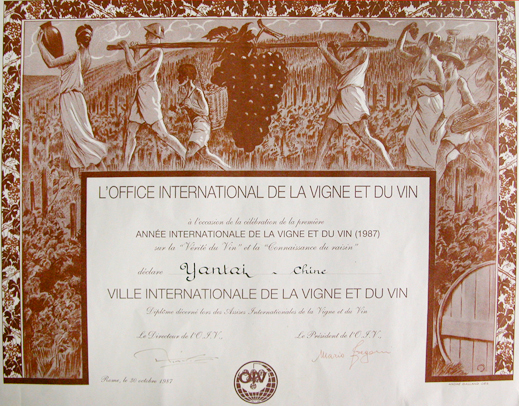 L'OFFICE INTERNATIONAL DE LA VIGNE ET DU VIN
à l'occasion de la célébration de la première
ANNÉE INTERNATIONALE DE LA VIGNE ET DU VIN (1987)
sur la "Vérité du Vin" et la "Connaissance du raisin"
déclare Yantai - Chine
VILLE INTERNATIONALE DE LA VIGNE ET DU VIN
Diplôme décerné lors des Assises Internationales de la Vigne et du Vin
Le Directeur de l'O.I.V. Le Président de l'O.I.V.
Mario
Rome, le 20 octobre 1987
OIV